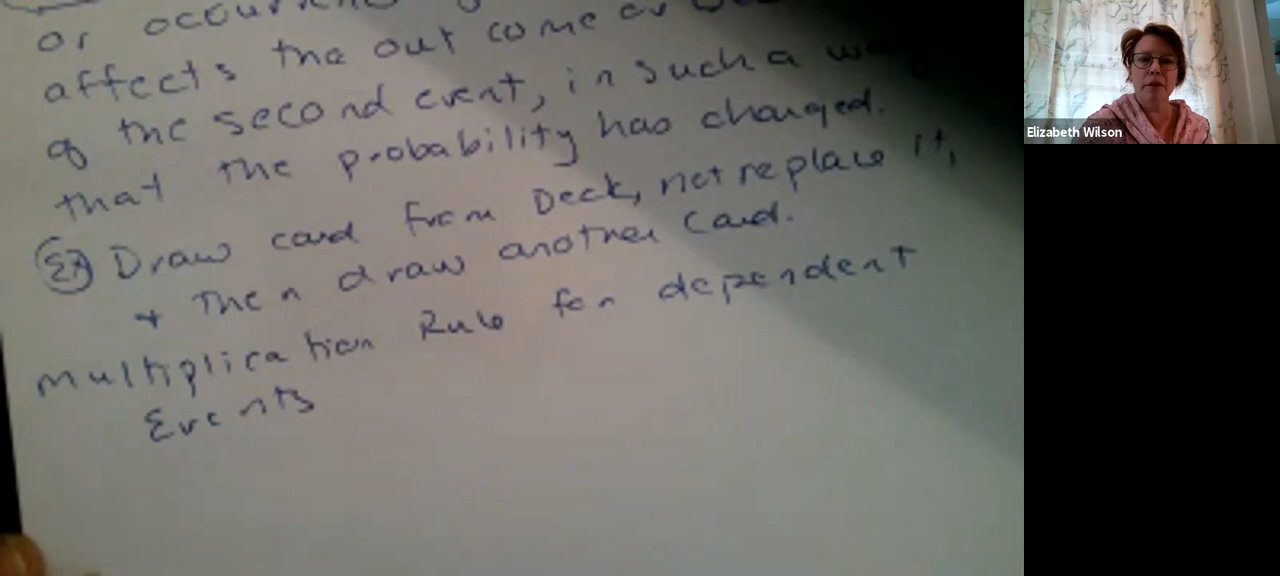 or
affects the out come or
of the second event, in such a
that the probability has changed.
Ex Draw card from Deck, not replace it,
+ Then draw another Card.
Multiplication Rule for dependent
Events
Elizabeth Wilson